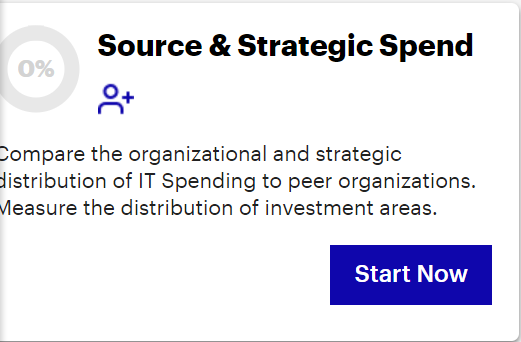 0%
Source & Strategic Spend
Compare the organizational and strategic
distribution of IT Spending to peer organizations.
Measure the distribution of investment areas.
Start Now